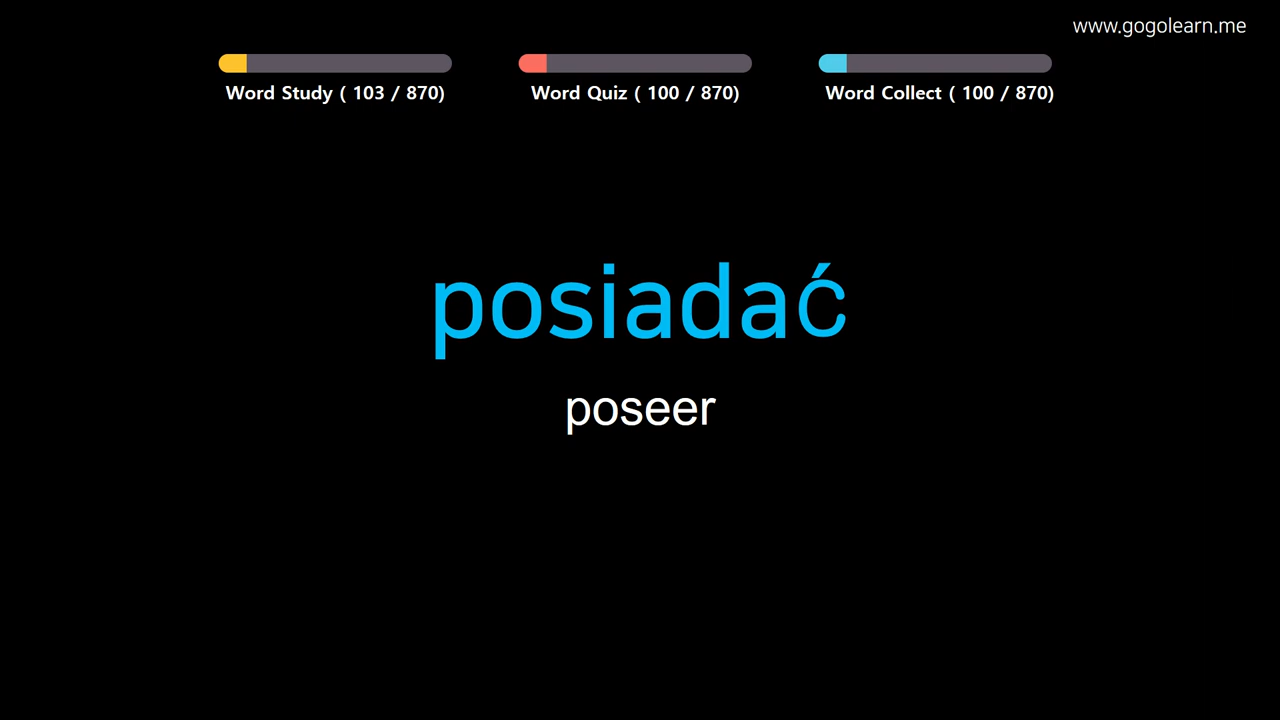 www.gogolearn.me
Word Study ( 103 / 870)
Word Quiz ( 100 / 870)
Word Collect ( 100 / 870)
posiadać
poseer